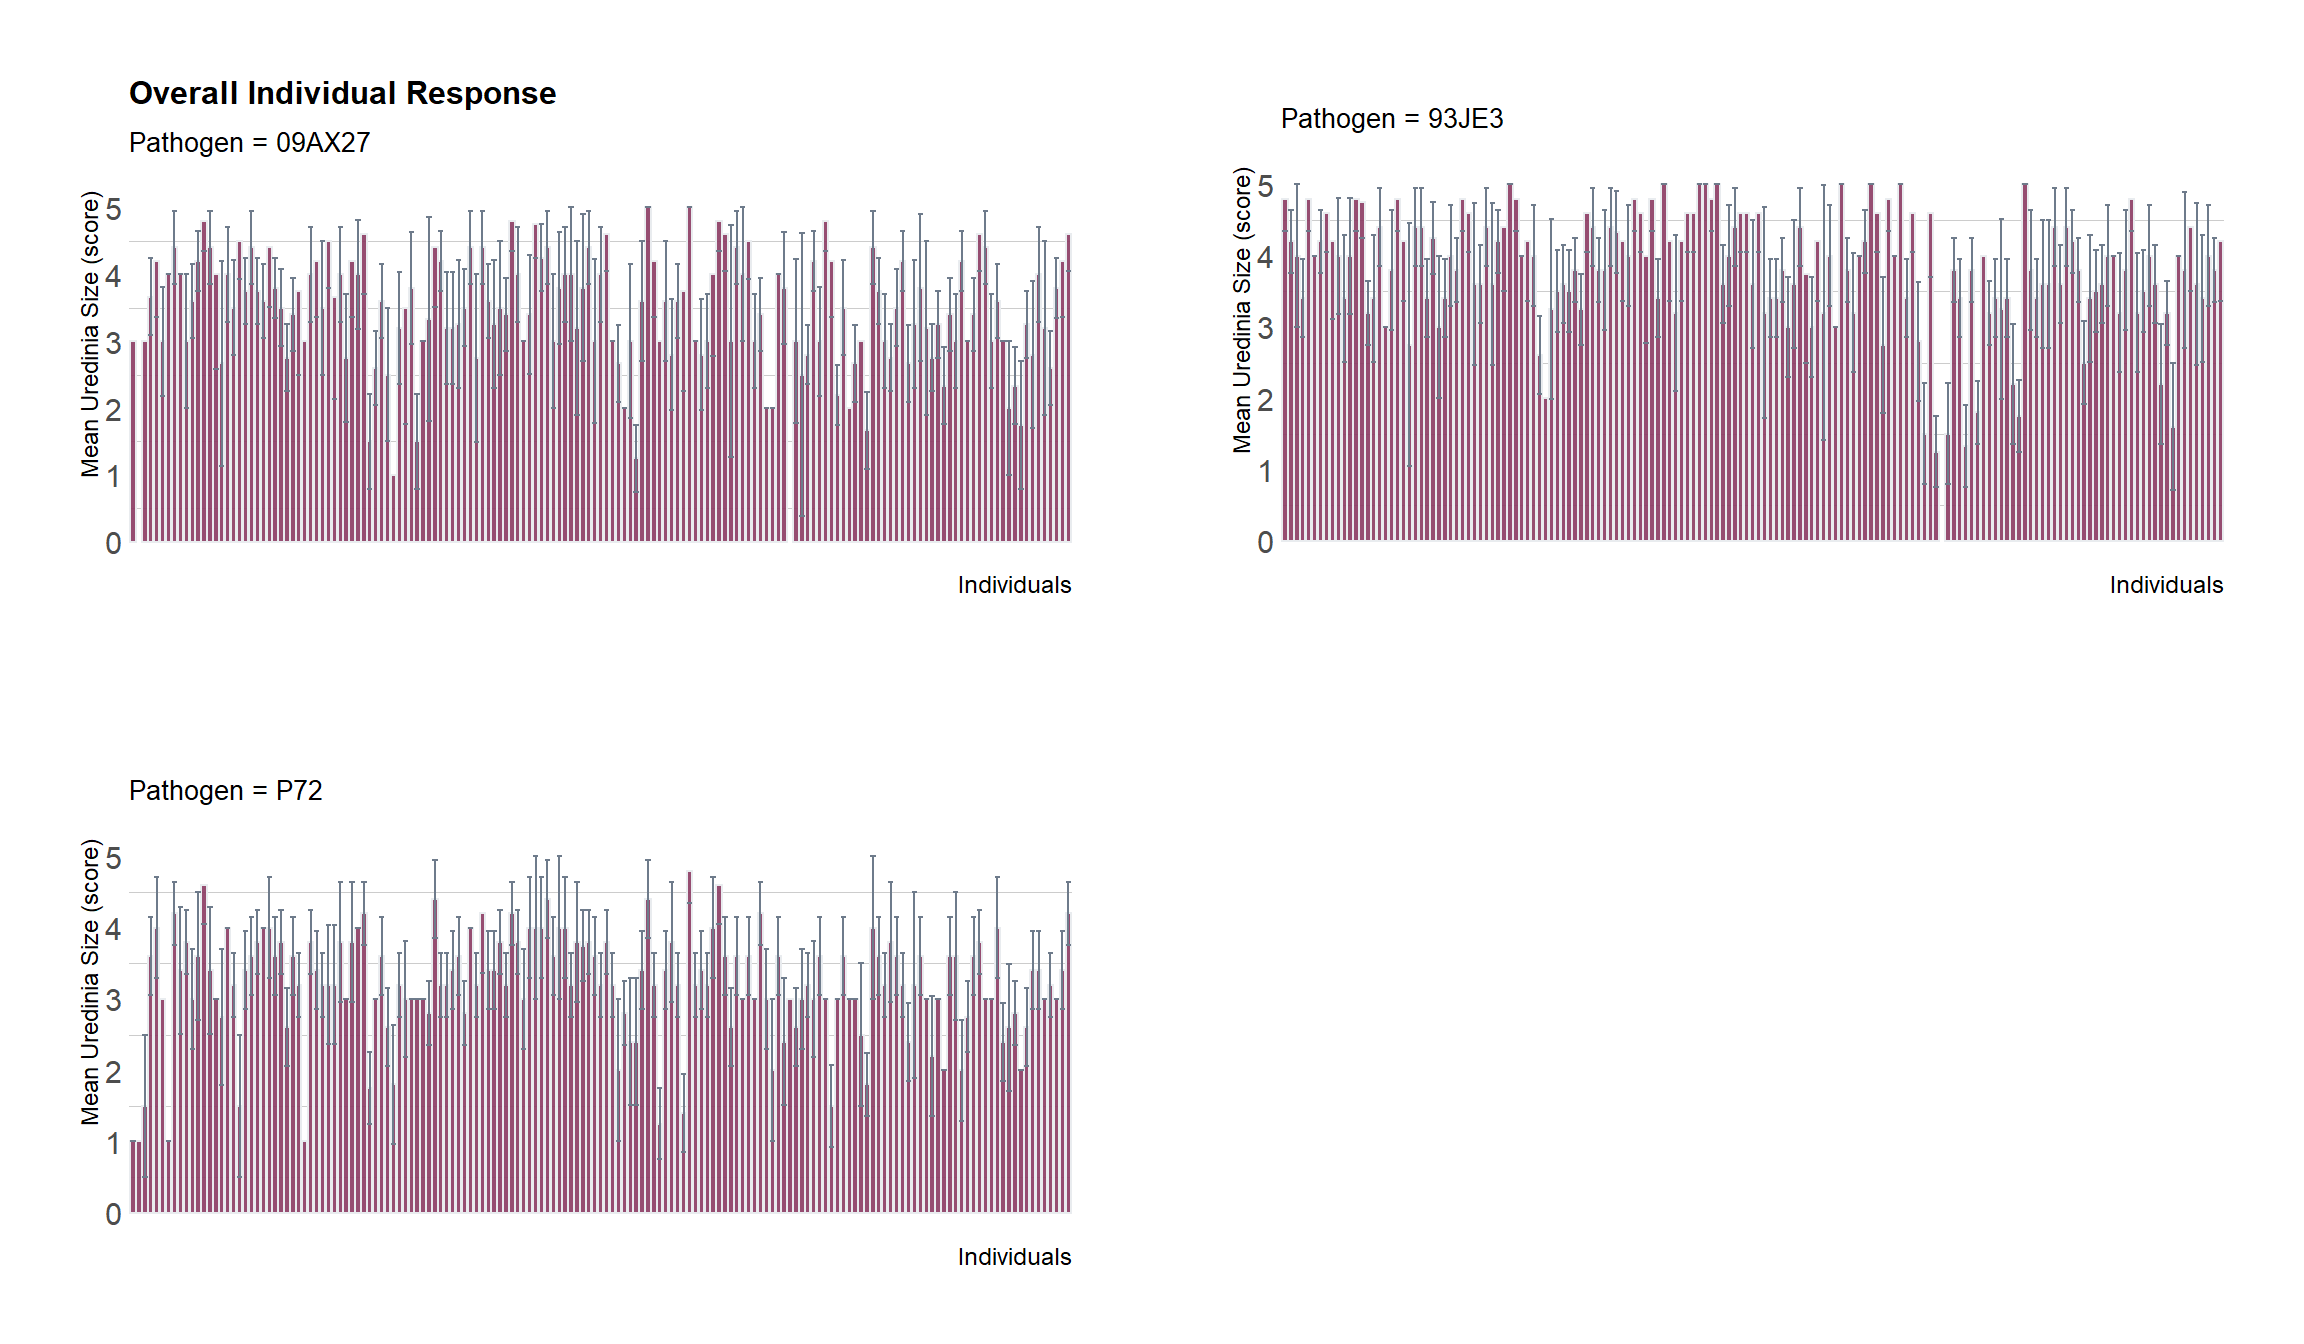 Overall Individual Response
Pathogen = 09AX27
Mean Uredinia Size (score)
5
4
3
2
1
0
Individuals
Pathogen = 93JE3
Mean Uredinia Size (score)
5
4
3
2
1
0
Individuals
Pathogen = P72
Mean Uredinia Size (score)
5
4
3
2
1
0
Individuals